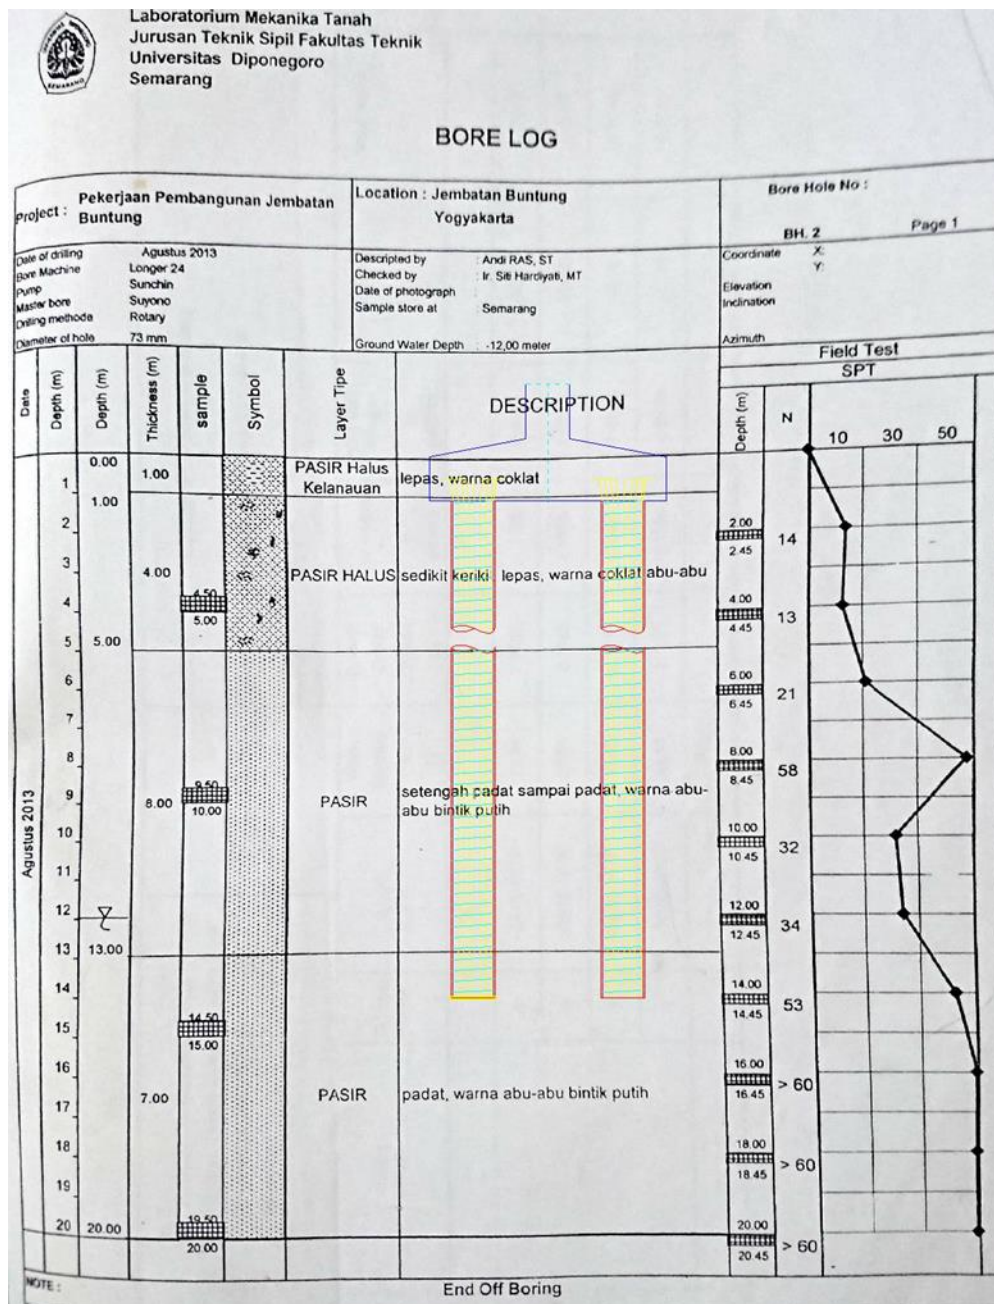 Laboratorium Mekanika Tanah
Jurusan Teknik Sipil Fakultas Teknik
Universitas Diponegoro
Semarang
SEMARANG
BORE LOG
Project : Pekerjaan Pembangunan Jembatan
Buntung
Location : Jembatan Buntung
Yogyakarta
Bore Hole No :
BH. 2 Page 1
Date of drilling Agustus 2013
Bore Machine Longer 24
Pump Sunchin
Master bore Suyono
Drilling methode Rotary
Diameter of hole 73 mm
Descripted by : Andi RAS, ST
Checked by : Ir. Siti Hardiyati, MT
Date of photograph :
Sample store at : Semarang
Ground Water Depth : -12,00 meter
Coordinate X:
Y:
Elevation
Inclination
Azimuth
Field Test
SPT
Date
Depth (m)
Depth (m)
Thickness (m)
sample
Symbol
Layer Tipe
DESCRIPTION
Depth (m)
N
10 30 50
Agustus 2013
1
2
3
4
5
6
7
8
9
10
11
12
13
14
15
16
17
18
19
20
0.00
1.00
5.00
13.00
20.00
1.00
4.00
8.00
7.00
4.50
5.00
9.50
10.00
14.50
15.00
19.50
20.00
PASIR Halus
Kelanauan
lepas, warna coklat
PASIR HALUS
sedikit keriki lepas, warna coklat abu-abu
PASIR
setengah padat sampai padat, warna abu-
abu bintik putih
PASIR
padat, warna abu-abu bintik putih
2.00
2.45
14
4.00
4.45
13
6.00
6.45
21
8.00
8.45
58
10.00
10.45
32
12.00
12.45
34
14.00
14.45
53
16.00
16.45
> 60
18.00
18.45
> 60
20.00
20.45
> 60
NOTE :
End Off Boring